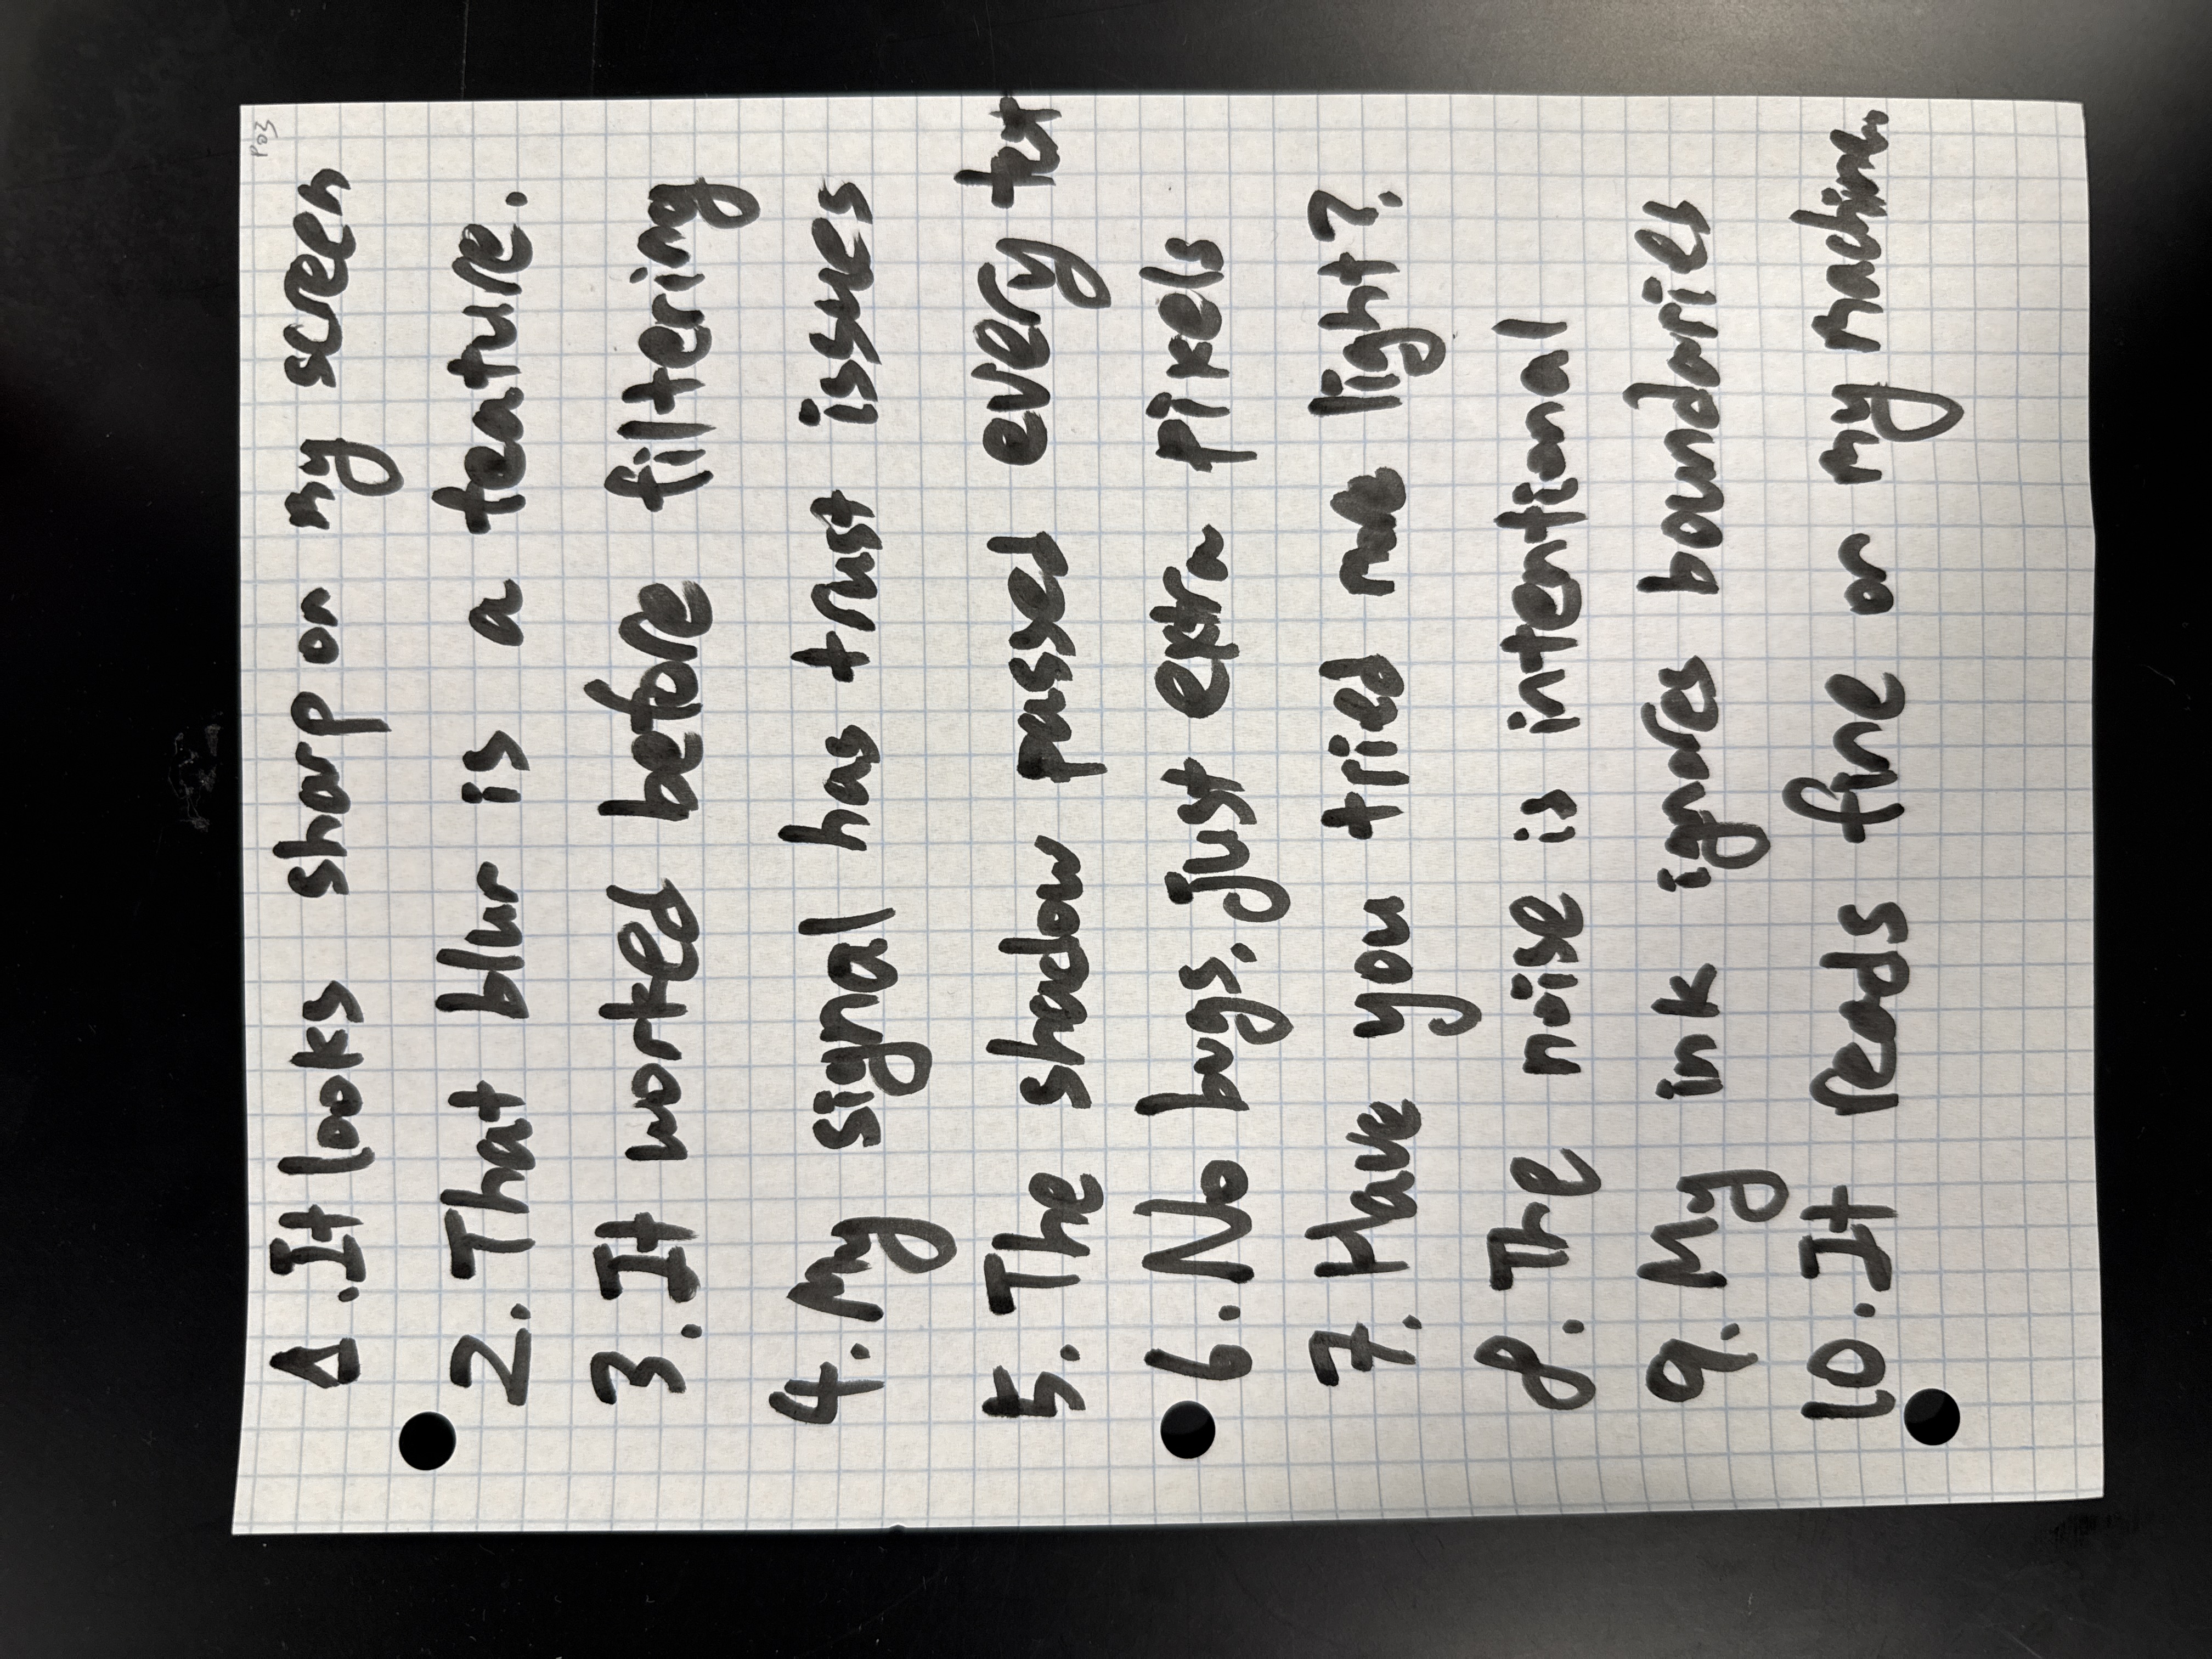 P03
1. It looks sharp on my screen
2. That blur is a feature.
3. It worked before filtering
4. My signal has trust issues
5. The shadow passed every test
6. No bugs, just extra pixels
7. Have you tried more light?
8. The noise is intentional
9. My ink ignores boundaries
10. It reads fine on my machine.